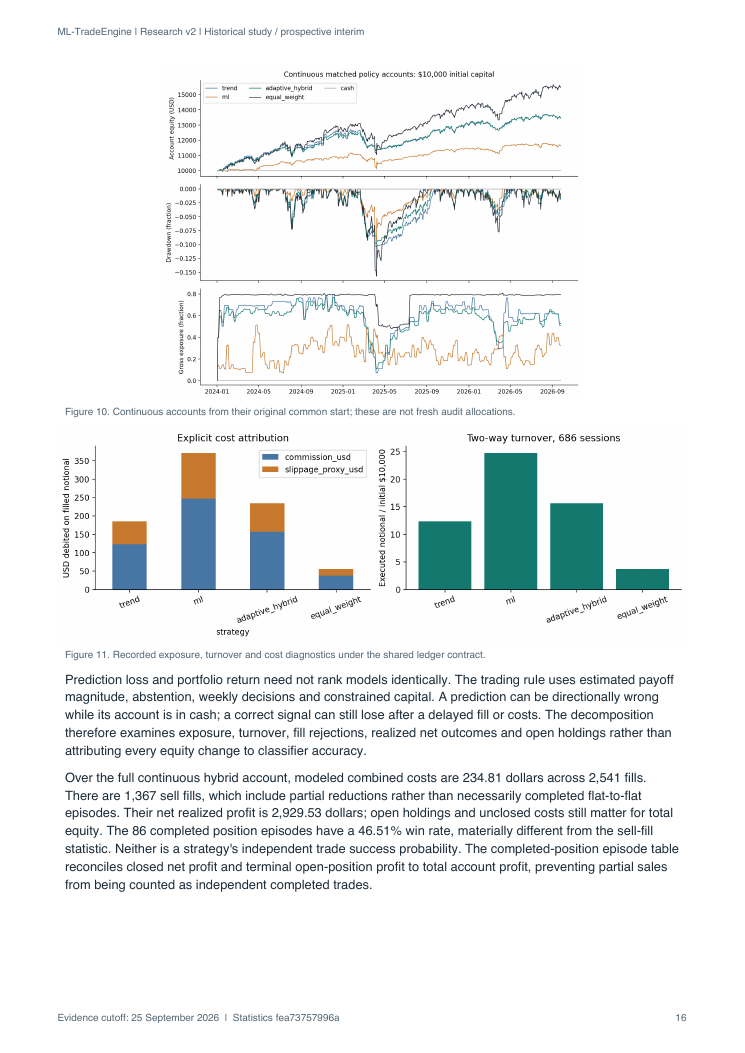 ML-TradeEngine | Research v2 | Historical study / prospective interim
Continuous matched policy accounts: $10,000 initial capital
trend
ml
adaptive_hybrid
equal_weight
cash
Account equity (USD)
15000
14000
13000
12000
11000
10000
Drawdown (fraction)
0.000
−0.025
−0.050
−0.075
−0.100
−0.125
−0.150
Gross exposure (fraction)
0.8
0.6
0.4
0.2
0.0
2024-01 2024-05 2024-09 2025-01 2025-05 2025-09 2026-01 2026-05 2026-09
Figure 10. Continuous accounts from their original common start; these are not fresh audit allocations.
Explicit cost attribution
commission_usd
slippage_proxy_usd
USD debited on filled notional
350
300
250
200
150
100
50
0
trend ml adaptive_hybrid equal_weight
strategy
Two-way turnover, 686 sessions
Executed notional / initial $10,000
25
20
15
10
5
0
trend ml adaptive_hybrid equal_weight
Figure 11. Recorded exposure, turnover and cost diagnostics under the shared ledger contract.
Prediction loss and portfolio return need not rank models identically. The trading rule uses estimated payoff
magnitude, abstention, weekly decisions and constrained capital. A prediction can be directionally wrong
while its account is in cash; a correct signal can still lose after a delayed fill or costs. The decomposition
therefore examines exposure, turnover, fill rejections, realized net outcomes and open holdings rather than
attributing every equity change to classifier accuracy.
Over the full continuous hybrid account, modeled combined costs are 234.81 dollars across 2,541 fills.
There are 1,367 sell fills, which include partial reductions rather than necessarily completed flat-to-flat
episodes. Their net realized profit is 2,929.53 dollars; open holdings and unclosed costs still matter for total
equity. The 86 completed position episodes have a 46.51% win rate, materially different from the sell-fill
statistic. Neither is a strategy's independent trade success probability. The completed-position episode table
reconciles closed net profit and terminal open-position profit to total account profit, preventing partial sales
from being counted as independent completed trades.
Evidence cutoff: 25 September 2026 | Statistics fea73757996a
16